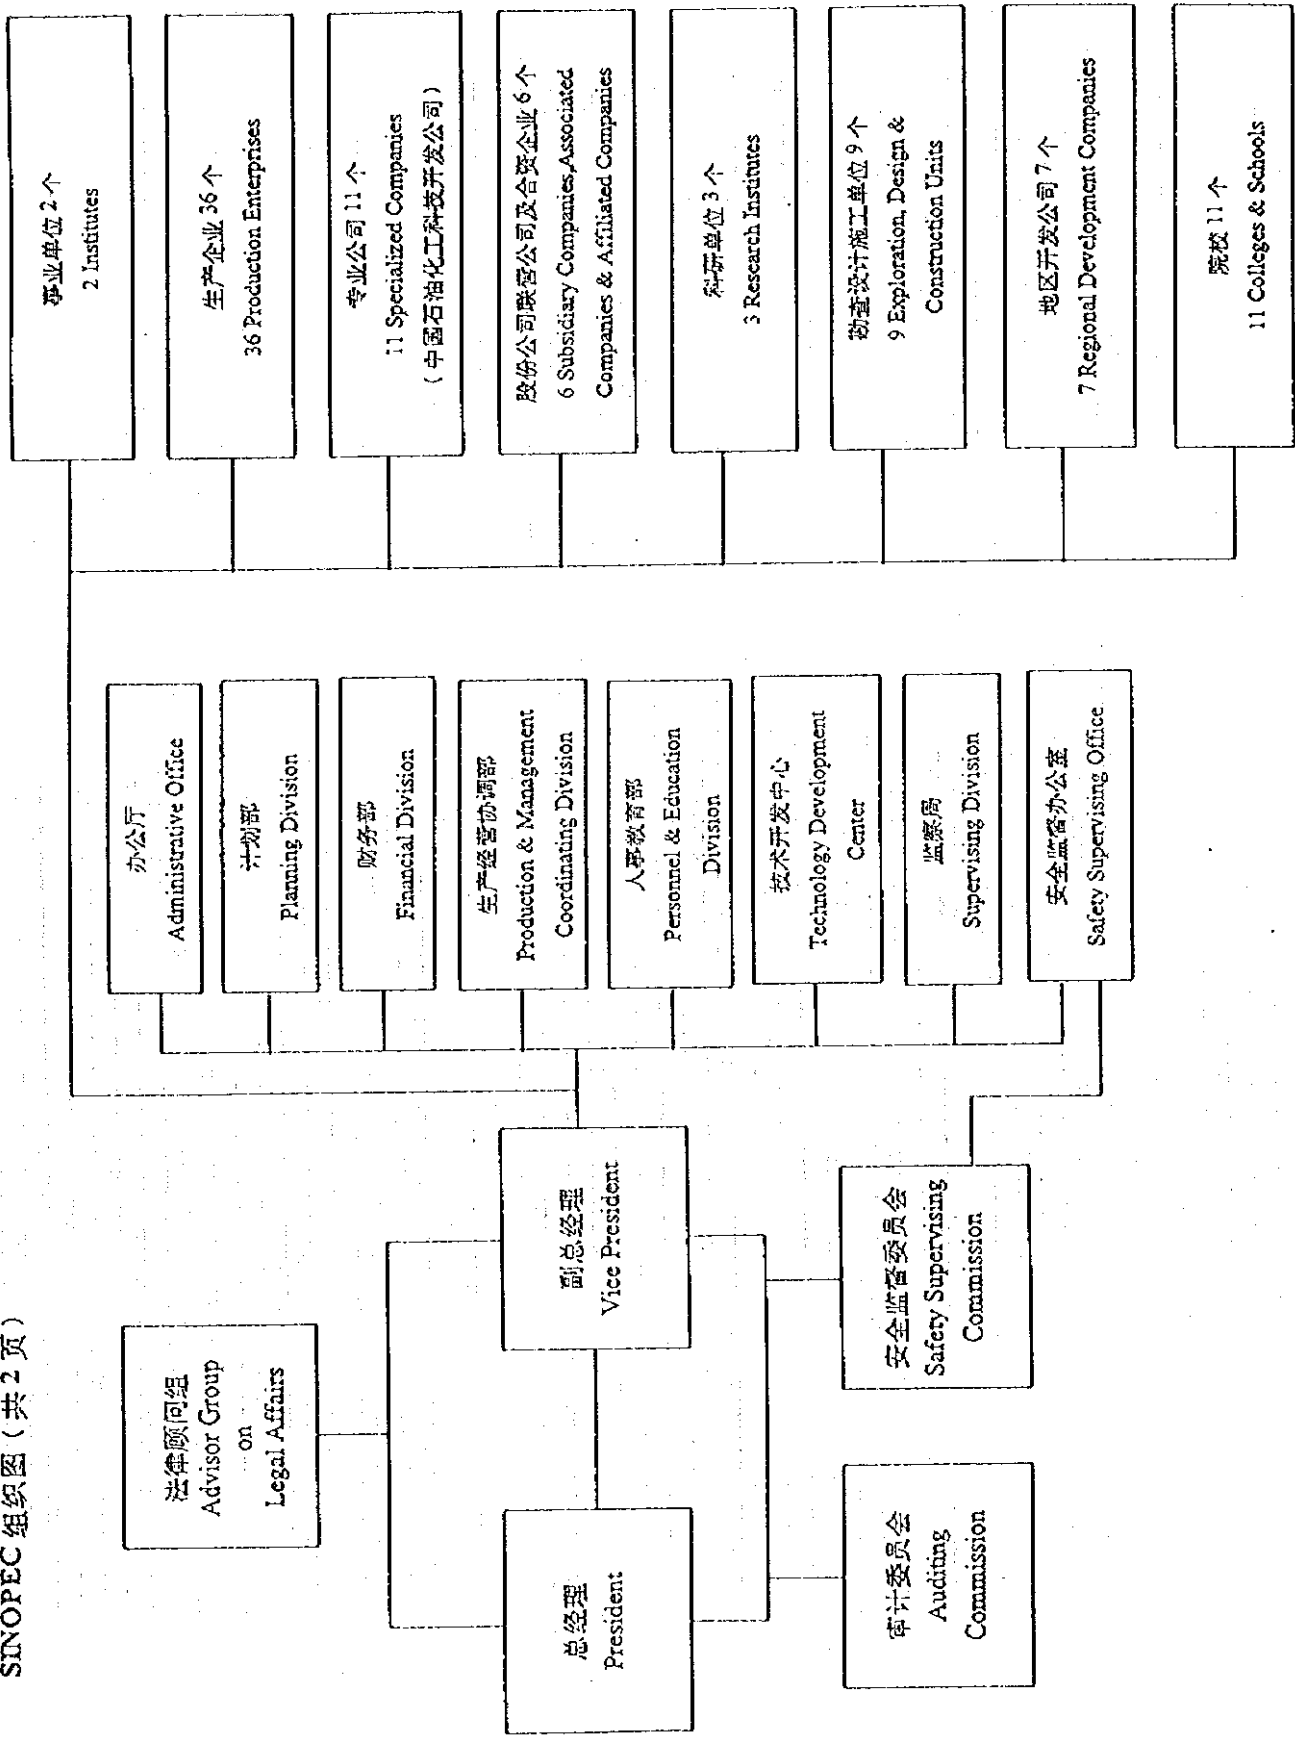 SINOPEC 组织图（共 2 页）
法律顾问组
Advisor Group
on
Legal Affairs
总经理
President
副总经理
Vice President
审计委员会
Auditing
Commission
安全监督委员会
Safety Supervising
Commission
办公厅
Administrative Office
计划部
Planning Division
财务部
Financial Division
生产经营协调部
Production & Management
Coordinating Division
人事教育部
Personnel & Education
Division
技术开发中心
Technology Development
Center
监察局
Supervising Division
安全监督办公室
Safety Supervising Office
事业单位 2 个
2 Institutes
生产企业 36 个
36 Production Enterprises
专业公司 11 个
11 Specialized Companies
（中国石油化工科技开发公司）
股份公司联营公司及合资企业 6 个
6 Subsidiary Companies,Associated
Companies & Affiliated Companies
科研单位 3 个
3 Research Institutes
勘查设计施工单位 9 个
9 Exploration, Design &
Construction Units
地区开发公司 7 个
7 Regional Development Companies
院校 11 个
11 Colleges & Schools